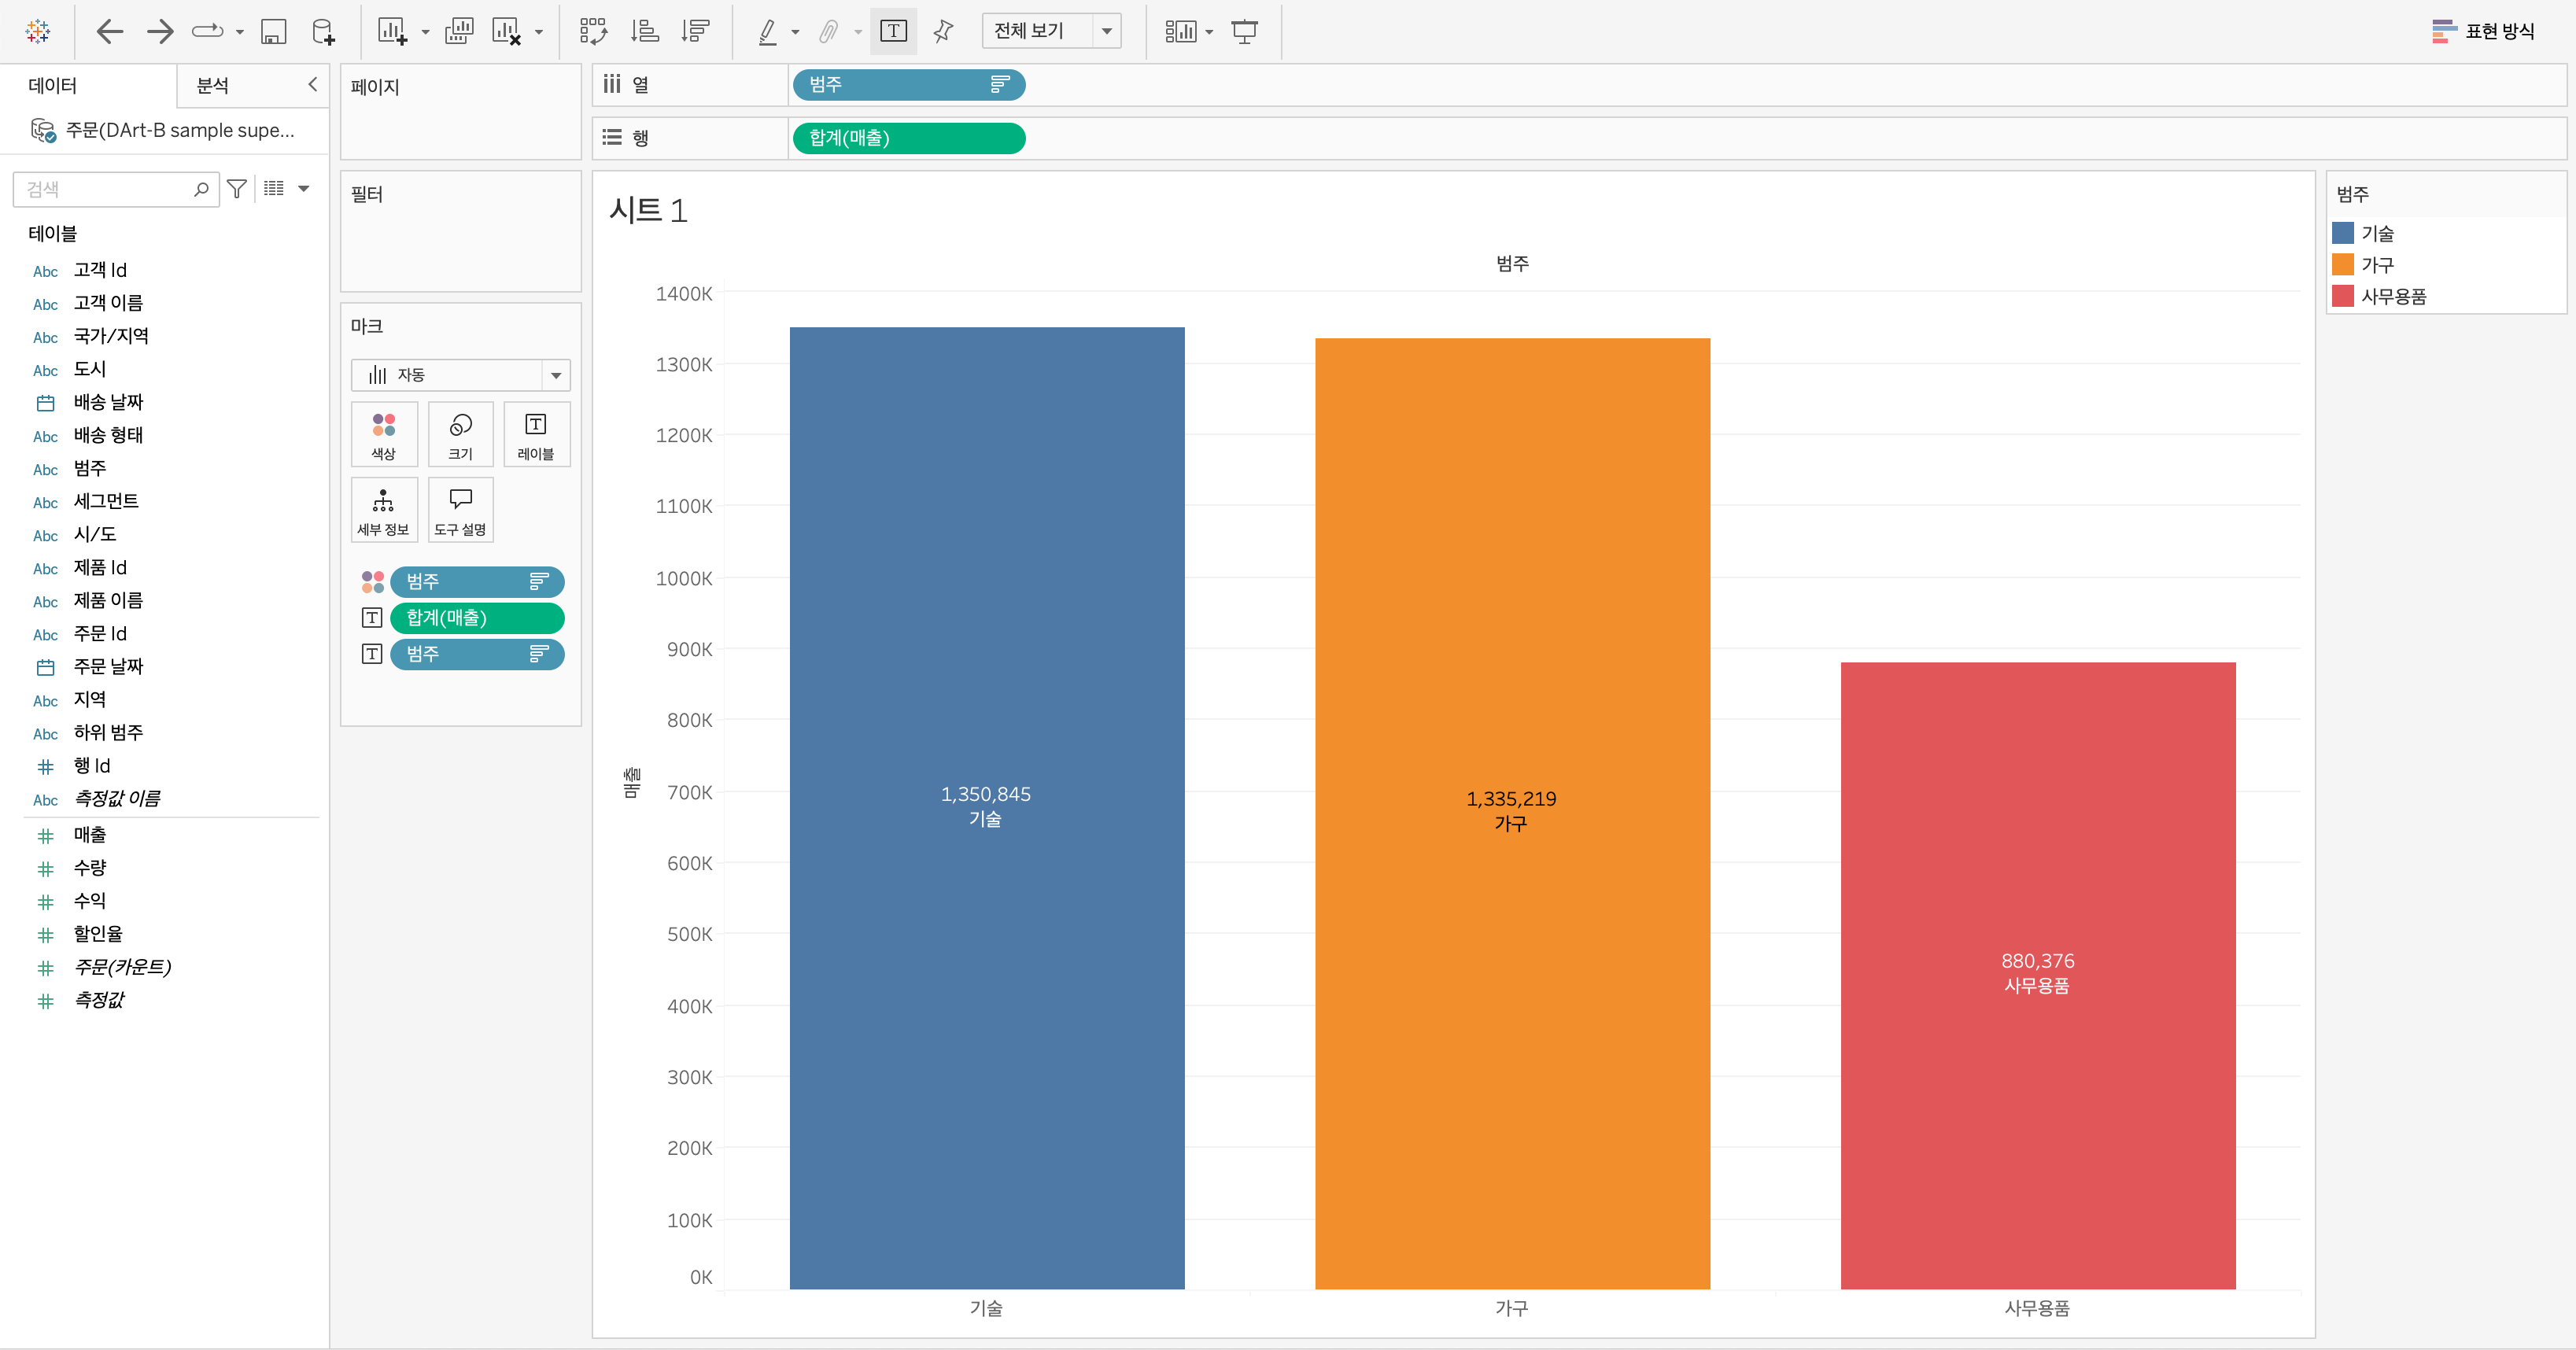 전체 보기
표현 방식
데이터
분석
주문(DArt-B sample supe...
검색
테이블
Abc 고객 Id
Abc 고객 이름
Abc 국가/지역
Abc 도시
배송 날짜
Abc 배송 형태
Abc 범주
Abc 세그먼트
Abc 시/도
Abc 제품 Id
Abc 제품 이름
Abc 주문 Id
주문 날짜
Abc 지역
Abc 하위 범주
# 행 Id
Abc 측정값 이름
# 매출
# 수량
# 수익
# 할인율
# 주문(카운트)
# 측정값
페이지
필터
마크
자동
색상
크기
T 레이블
세부 정보
도구 설명
범주
T 합계(매출)
T 범주
열
범주
행
합계(매출)
시트 1
범주
매출
1400K
1300K
1200K
1100K
1000K
900K
800K
700K
600K
500K
400K
300K
200K
100K
0K
1,350,845
기술
1,335,219
가구
880,376
사무용품
기술
가구
사무용품
범주
기술
가구
사무용품